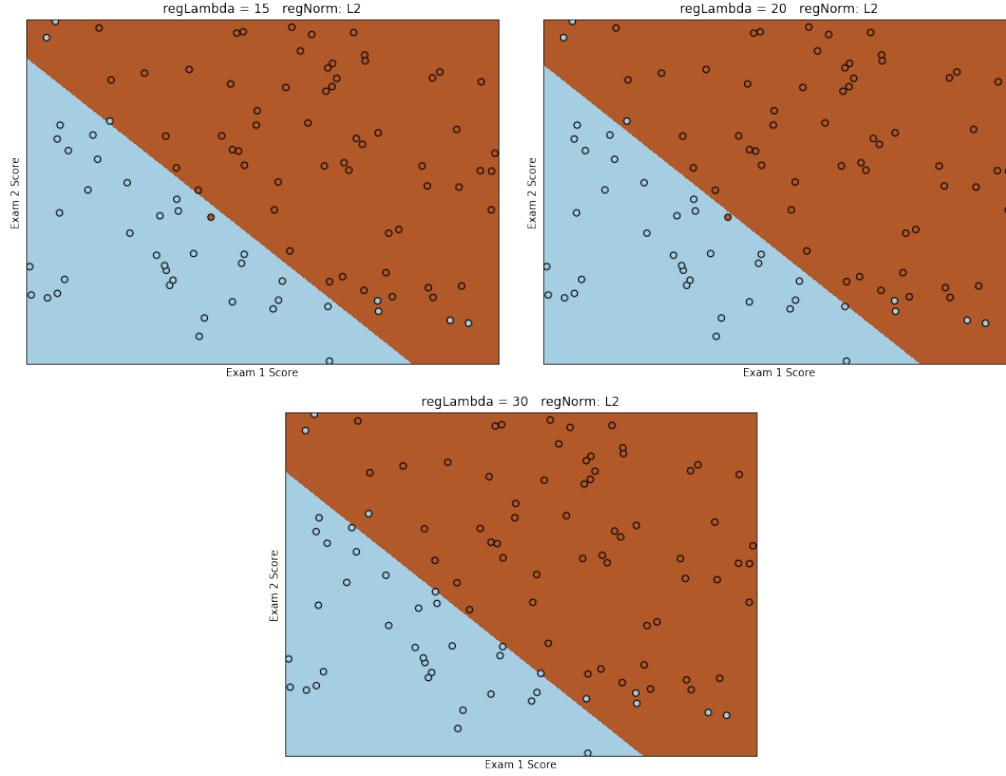 regLambda = 15   regNorm: L2
Exam 2 Score
Exam 1 Score
regLambda = 20   regNorm: L2
Exam 2 Score
Exam 1 Score
regLambda = 30   regNorm: L2
Exam 2 Score
Exam 1 Score